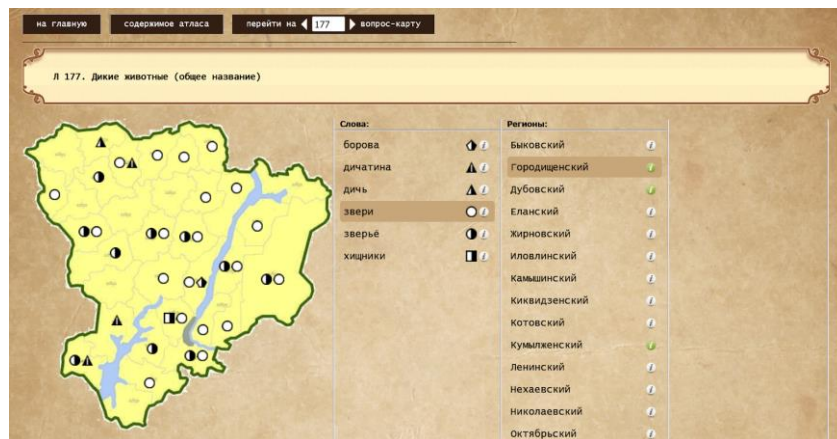 на главную содержимое атласа перейти на 177 вопрос-карту
Л 177. Дикие животные (общее название)
Слова:
борова
дичатина
дичь
звери
зверьё
хищники
Регионы:
Быковский
Городищенский
Дубовский
Еланский
Жирновский
Иловлинский
Камышинский
Киквидзенский
Котовский
Кумылженский
Ленинский
Нехаевский
Николаевский
Октябрьский